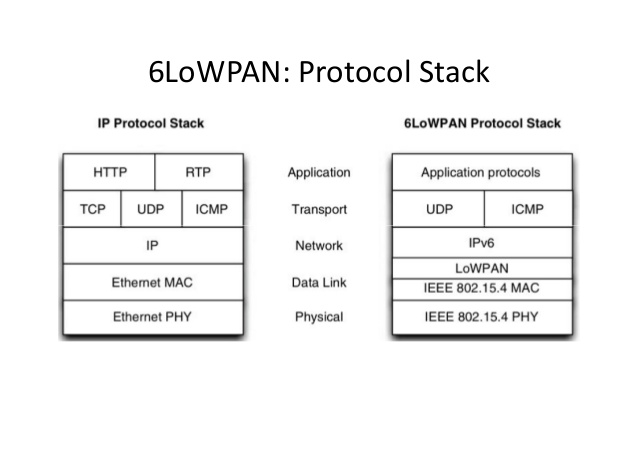 6LoWPAN: Protocol Stack
IP Protocol Stack
6LoWPAN Protocol Stack
HTTP
RTP
Application
Application protocols
TCP
UDP
ICMP
Transport
UDP
ICMP
IP
Network
IPv6
LoWPAN
Ethernet MAC
Data Link
IEEE 802.15.4 MAC
Ethernet PHY
Physical
IEEE 802.15.4 PHY